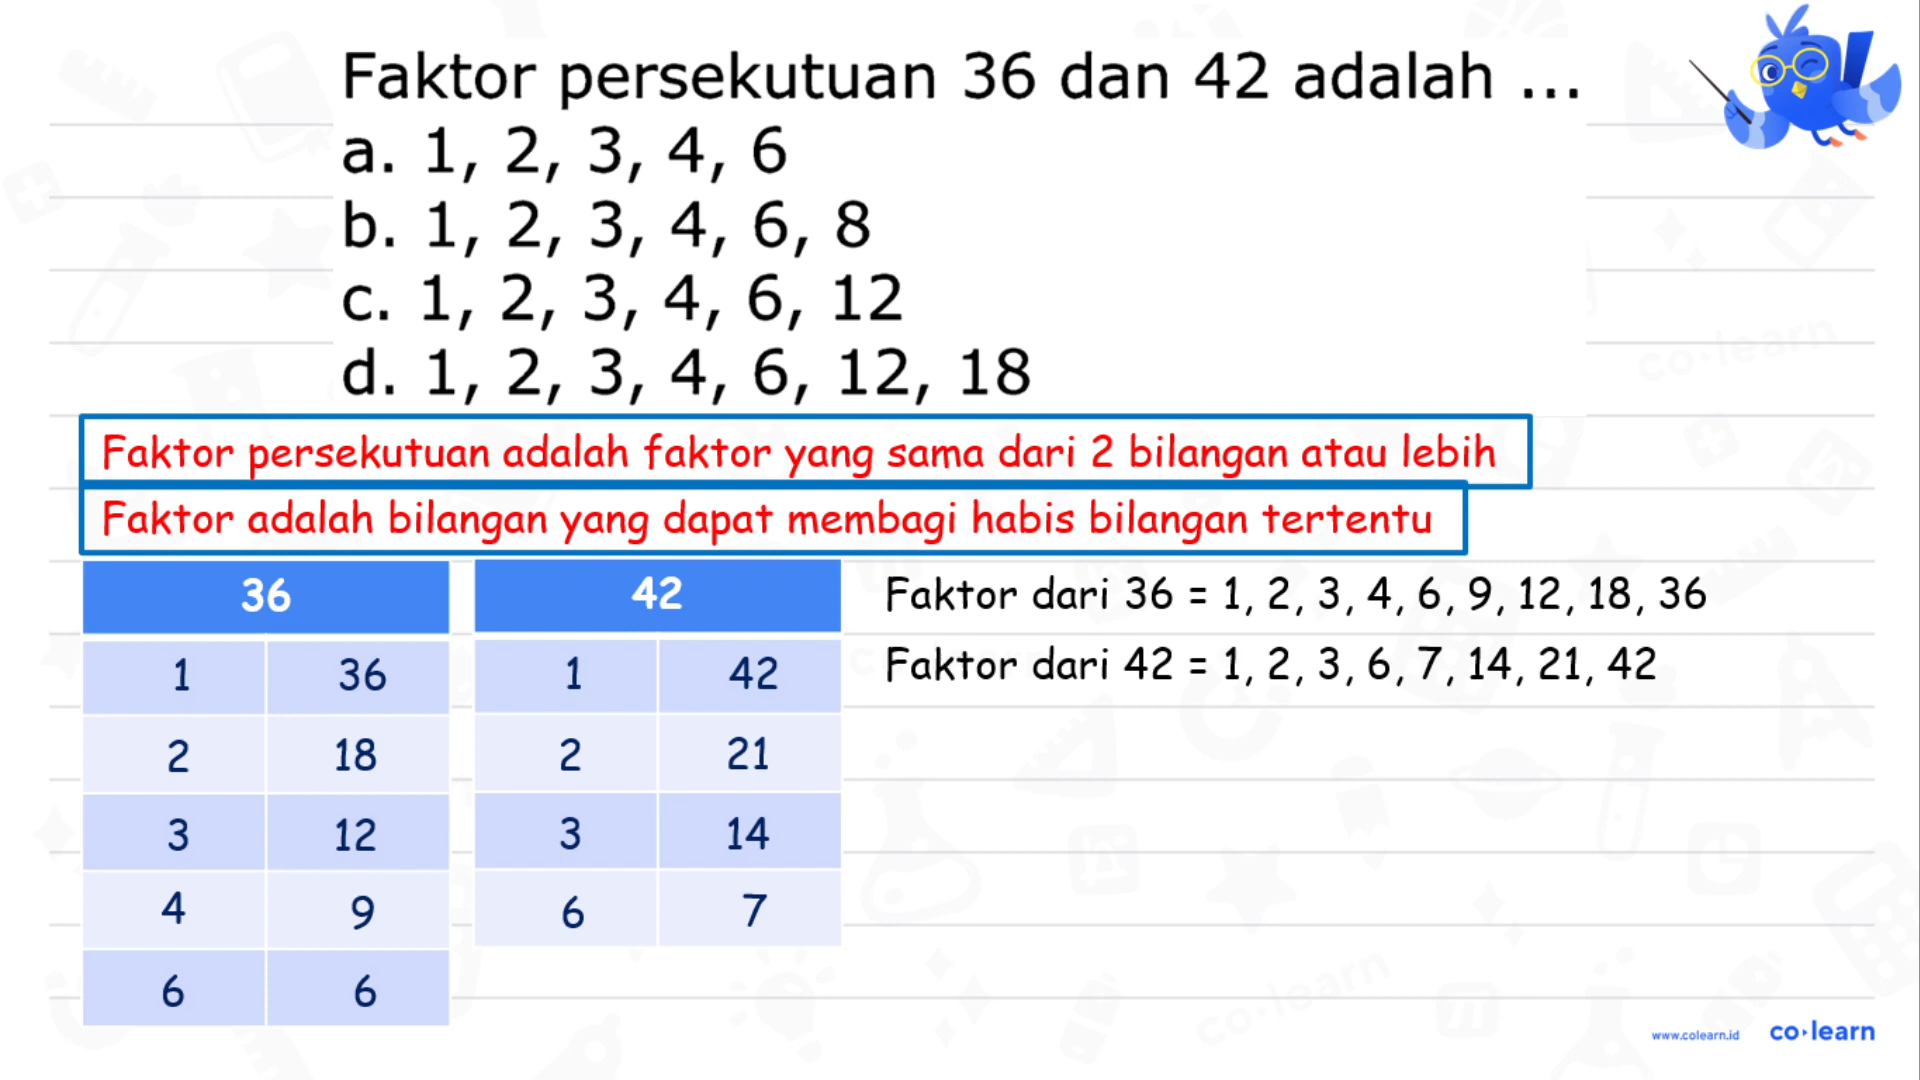 Faktor persekutuan 36 dan 42 adalah ...
a. 1, 2, 3, 4, 6
b. 1, 2, 3, 4, 6, 8
c. 1, 2, 3, 4, 6, 12
d. 1, 2, 3, 4, 6, 12, 18
Faktor persekutuan adalah faktor yang sama dari 2 bilangan atau lebih
Faktor adalah bilangan yang dapat membagi habis bilangan tertentu
36
1 36
2 18
3 12
4 9
6 6
42
1 42
2 21
3 14
6 7
Faktor dari 36 = 1, 2, 3, 4, 6, 9, 12, 18, 36
Faktor dari 42 = 1, 2, 3, 6, 7, 14, 21, 42
co·learn
co·learn
www.colearn.id co·learn